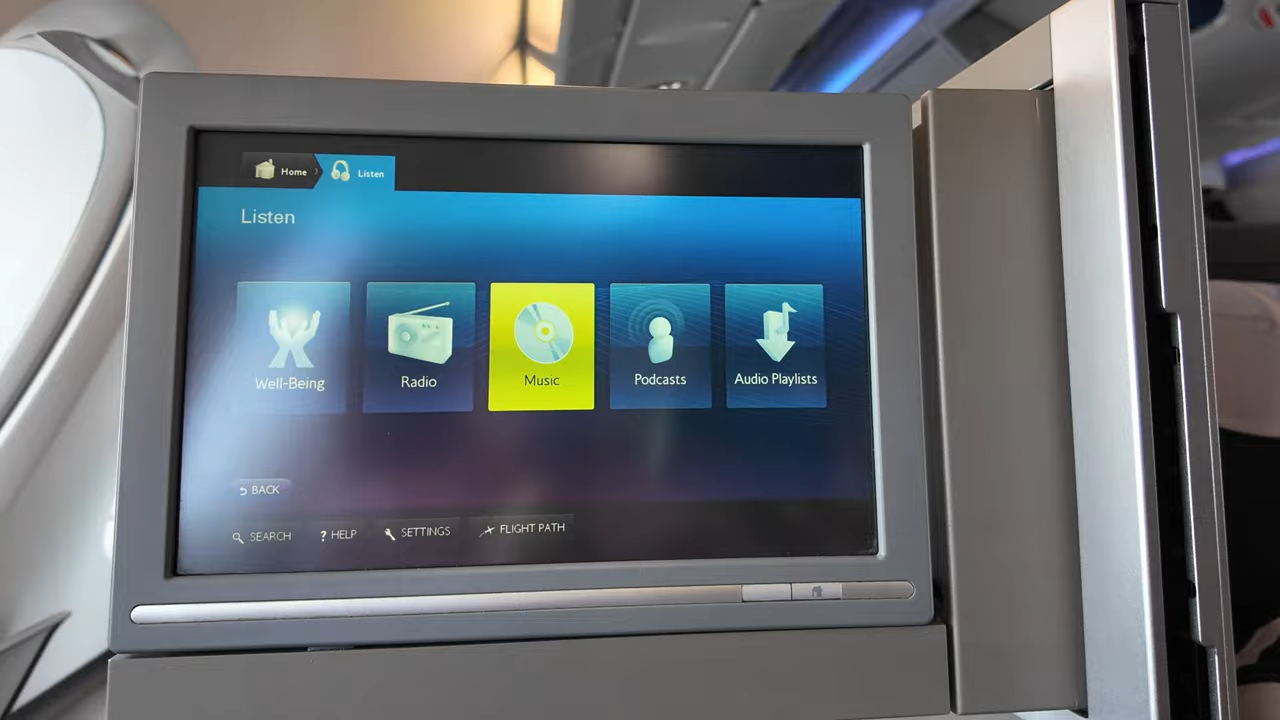 Home Listen
Listen
Well-Being Radio Music Podcasts Audio Playlists
BACK
SEARCH ? HELP SETTINGS FLIGHT PATH